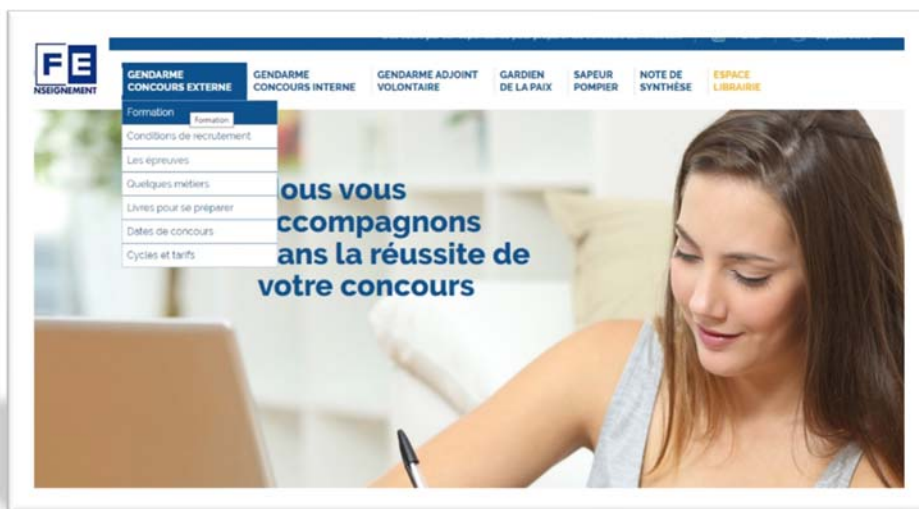 FE
NSEIGNEMENT
GENDARME
CONCOURS EXTERNE
GENDARME
CONCOURS INTERNE
GENDARME ADJOINT
VOLONTAIRE
GARDIEN
DE LA PAIX
SAPEUR
POMPIER
NOTE DE
SYNTHÈSE
ESPACE
LIBRAIRIE
Formation
Formation
Conditions de recrutement
Les épreuves
Quelques métiers
Livres pour se préparer
Dates de concours
Cycles et tarifs
ous vous
ccompagnons
ans la réussite de
votre concours